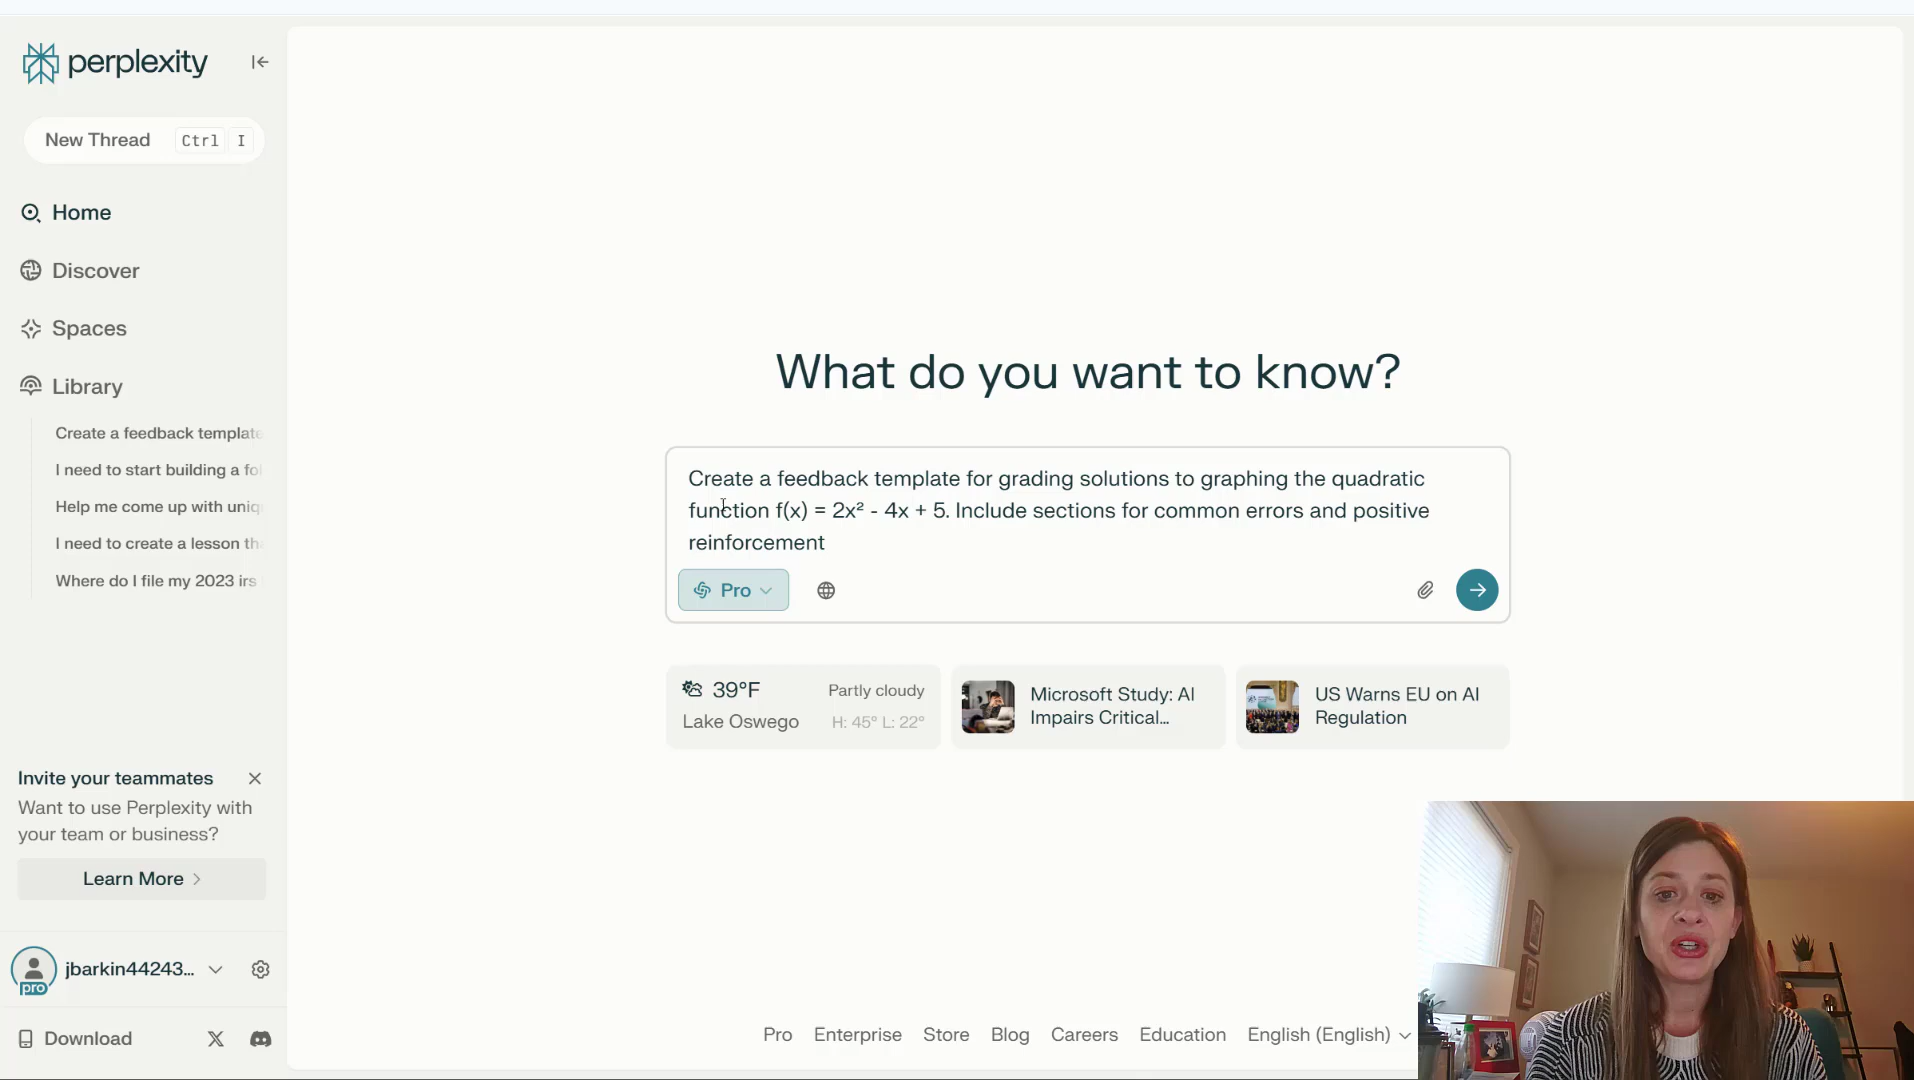 perplexity
New Thread Ctrl I
Home
Discover
Spaces
Library
Create a feedback template
I need to start building a fol
Help me come up with uniq
I need to create a lesson tha
Where do I file my 2023 irs
Invite your teammates
Want to use Perplexity with
your team or business?
Learn More
pro
jbarkin44243...
Download
What do you want to know?
Create a feedback template for grading solutions to graphing the quadratic
function f(x) = 2x² - 4x + 5. Include sections for common errors and positive
reinforcement
Pro
39°F Partly cloudy
Lake Oswego H: 45° L: 22°
Microsoft Study: AI
Impairs Critical...
US Warns EU on AI
Regulation
Pro Enterprise Store Blog Careers Education English (English)